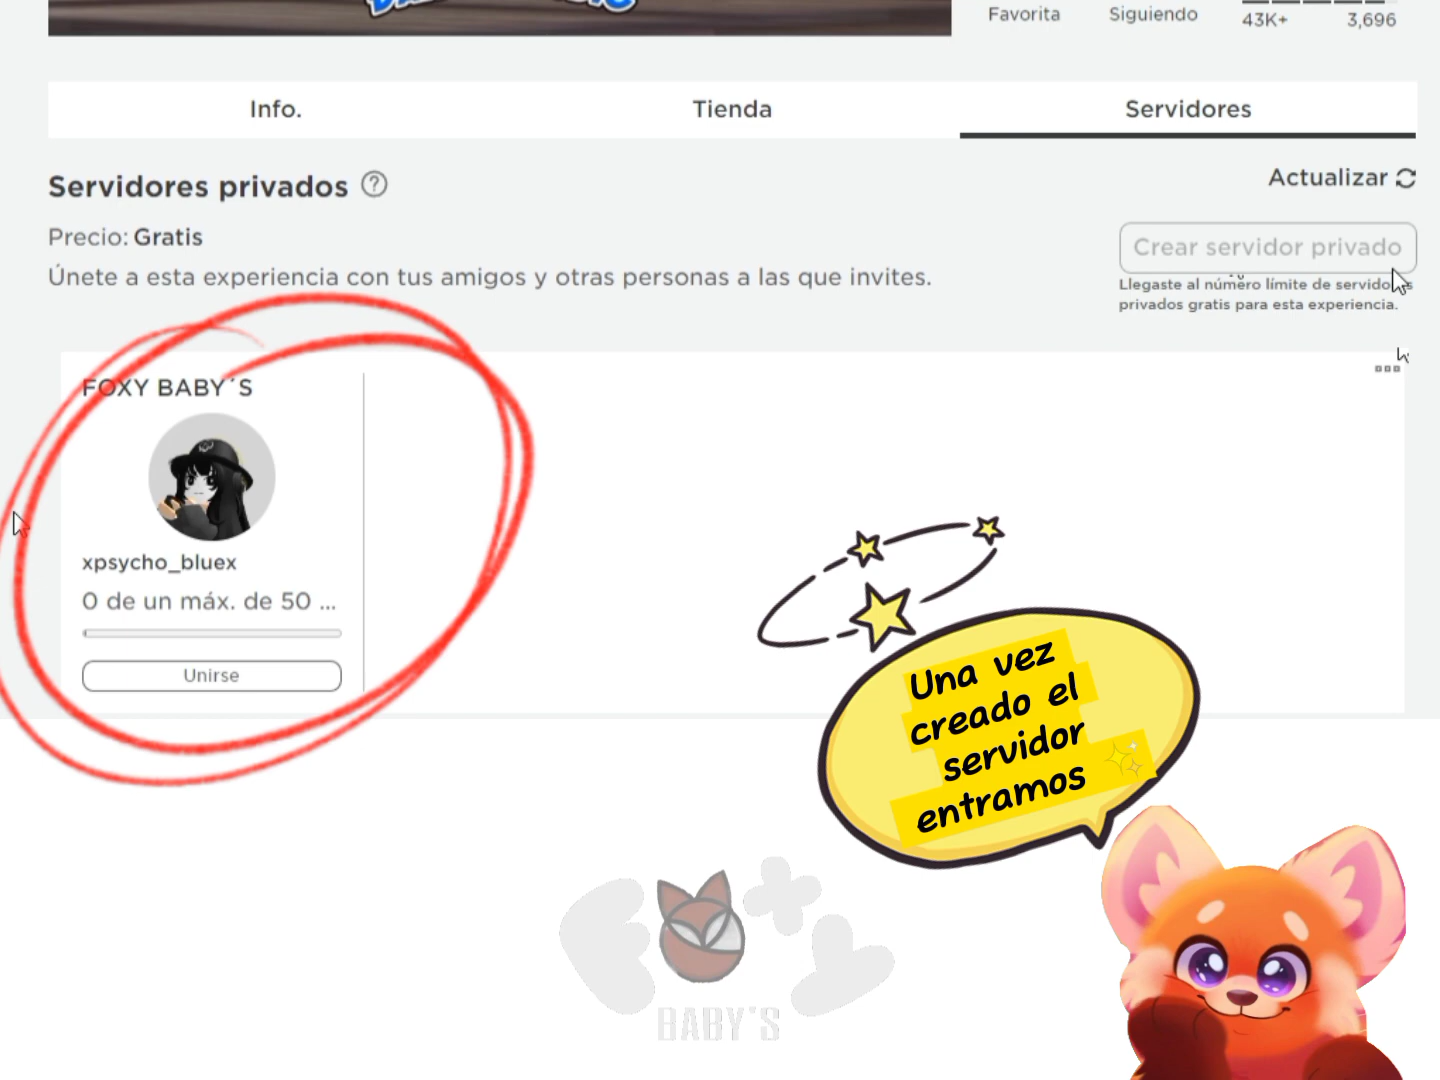 Favorita
Siguiendo
43K+
3,696
Info.
Tienda
Servidores
Servidores privados ?
Actualizar
Precio: Gratis
Crear servidor privado
Únete a esta experiencia con tus amigos y otras personas a las que invites.
Llegaste al número límite de
privados gratis para esta experiencia.
FOXY BABY´S
xpsycho_bluex
0 de un máx. de 50 ...
Unirse
Una vez
creado el
servidor
entramos
BABY'S